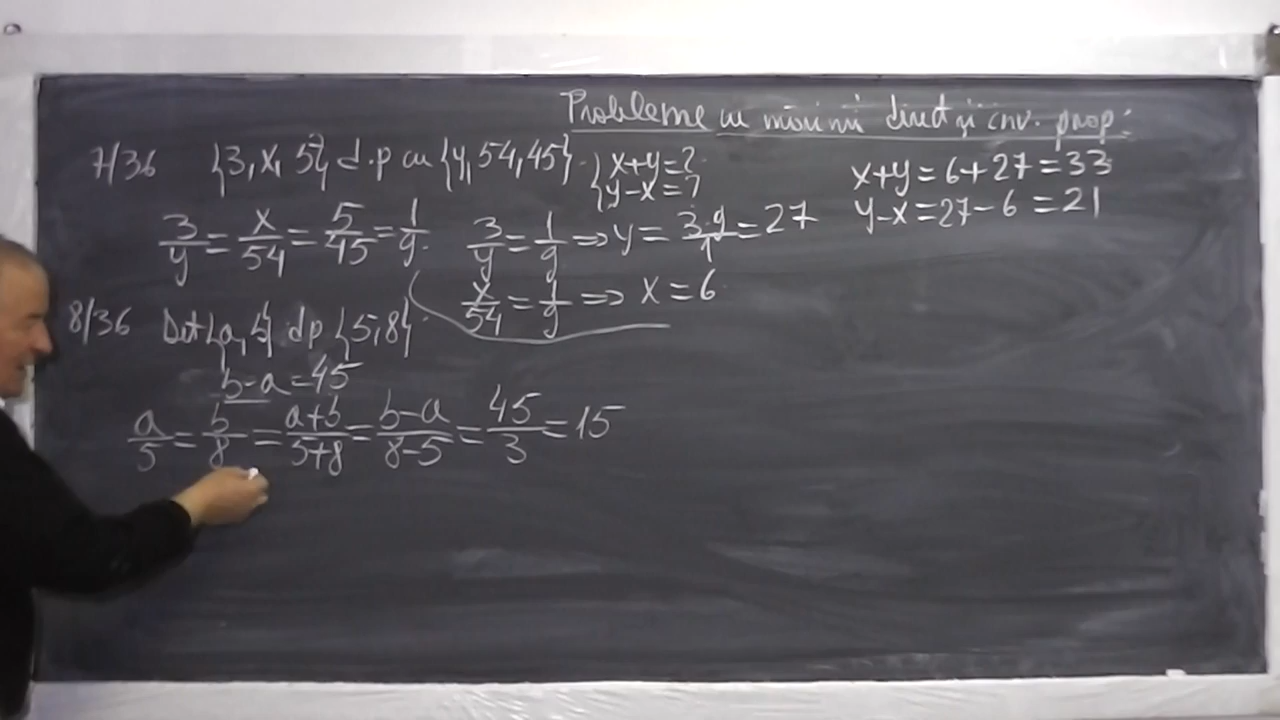 Probleme cu mărimi direct și inv. prop:
7/36 {3, x, 5} d.p cu {y, 54, 45}. {x+y=? {y-x=?
x+y=6+27=33
y-x=27-6=21
3/y = x/54 = 5/45 = 1/9. 3/y = 1/9 => y = 3·9/1 = 27
x/54 = 1/9 => x = 6
8/36 Det {a, b} dp {5, 8}.
b-a=45
a/5 = b/8 = a+b/5+8 = b-a/8-5 = 45/3 = 15